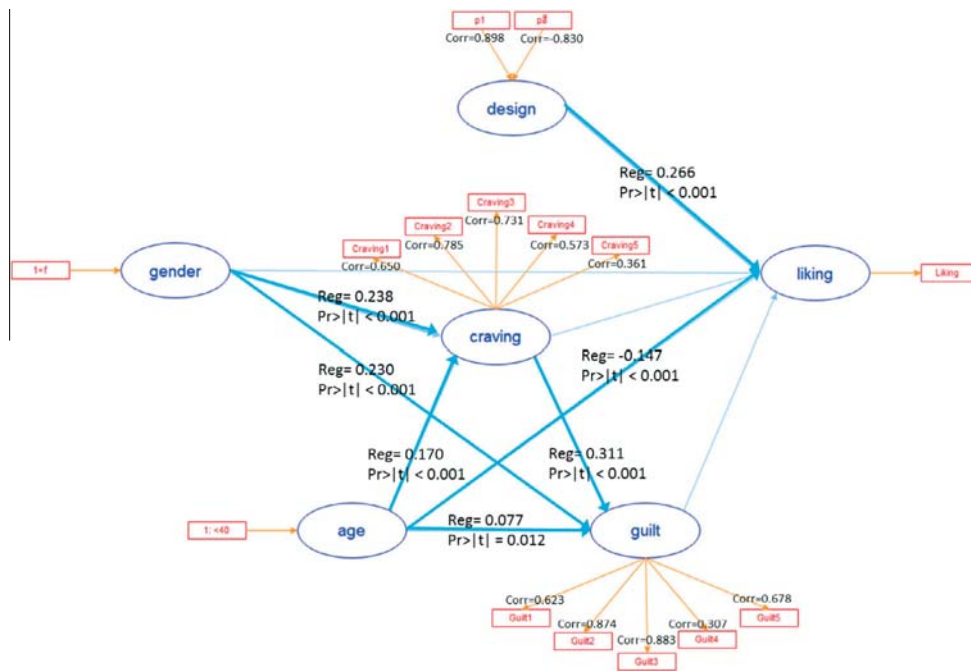 p1
Corr=0.898
Corr=-0.830
design
Reg= 0.266
Pr>|t| < 0.001
Craving3
Corr=0.731
Craving2
Corr=0.785
Craving4
Corr=0.573
Craving1
Corr=0.650
Craving5
Corr=0.361
1=f
gender
liking
Liking
Reg= 0.238
Pr>|t| < 0.001
craving
Reg= -0.147
Pr>|t| < 0.001
Reg= 0.230
Pr>|t| < 0.001
Reg= 0.170
Pr>|t| < 0.001
Reg= 0.311
Pr>|t| < 0.001
1: <40
age
Reg= 0.077
Pr>|t| = 0.012
guilt
Corr=0.623
Guilt1
Corr=0.874
Guilt2
Corr=0.883
Guilt3
Corr=0.307
Guilt4
Corr=0.678
Guilt5